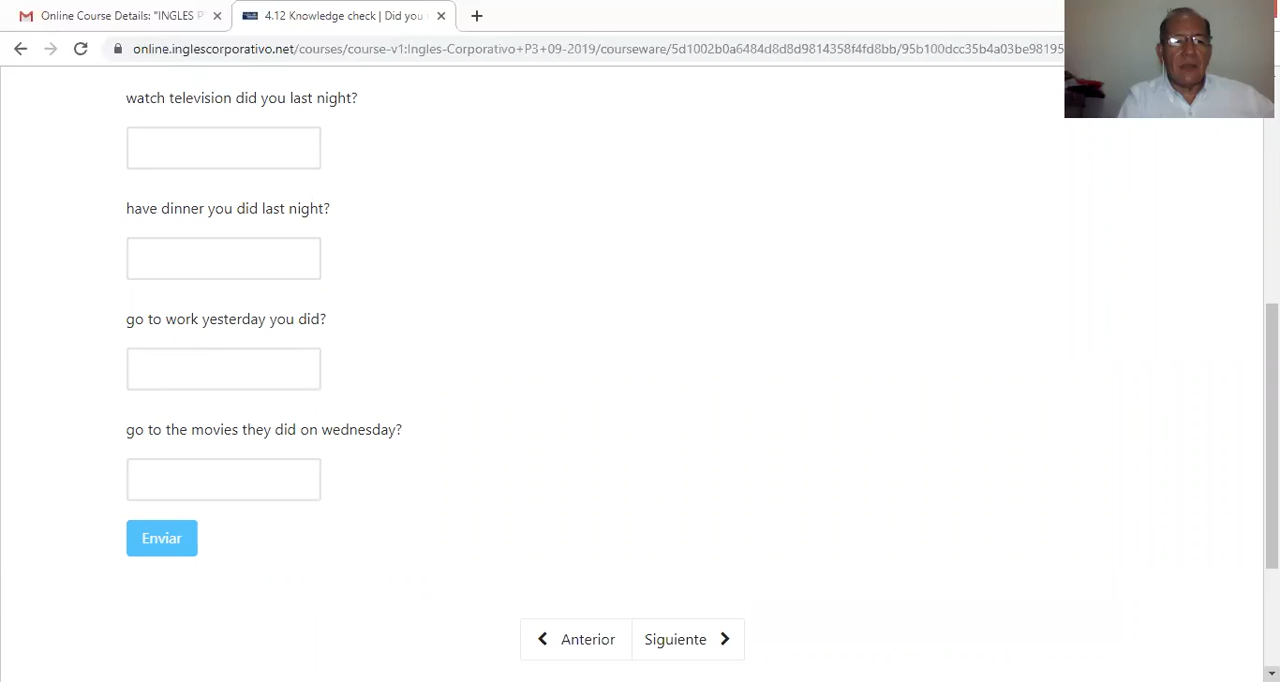 Online Course Details: "INGLES P
4.12 Knowledge check | Did you
online.inglescorporativo.net/courses/course-v1:Ingles-Corporativo+P3+09-2019/courseware/5d1002b0a6484d8d8d9814358f4fd8bb/95b100dcc35b4a03be98195
watch television did you last night?
have dinner you did last night?
go to work yesterday you did?
go to the movies they did on wednesday?
Enviar
Anterior
Siguiente